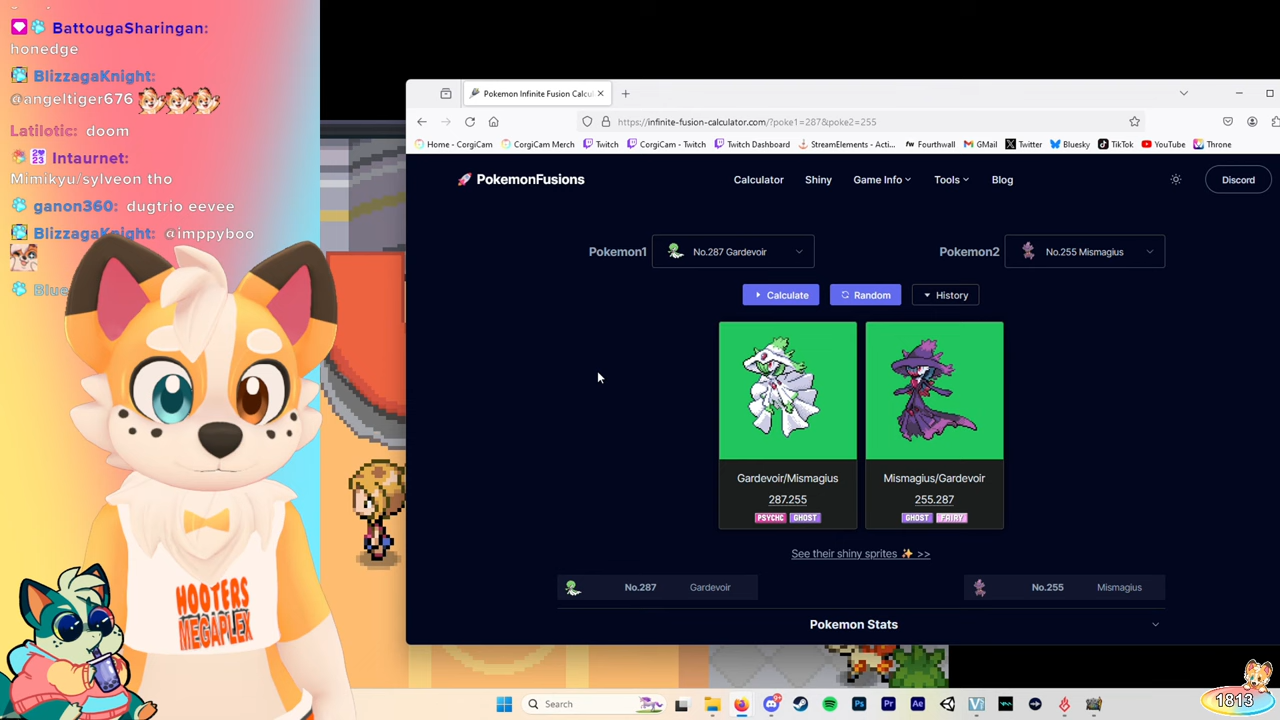 BattougaSharingan:
honedge
BlizzagaKnight:
@angeltiger676
Latilotic: doom
Intaurnet:
Mimikyu/sylveon tho
ganon360: dugtrio eevee
BlizzagaKnight: @imppyboo
Blue
HOOTERS
MEGAPLEX
Pokemon Infinite Fusion Calcu
https://infinite-fusion-calculator.com/?poke1=287&poke2=255
Home - CorgiCam CorgiCam Merch Twitch CorgiCam - Twitch Twitch Dashboard StreamElements - Acti... Fourthwall GMail Twitter Bluesky TikTok YouTube Throne
PokemonFusions Calculator Shiny Game Info Tools Blog Discord
Pokemon1 No.287 Gardevoir Pokemon2 No.255 Mismagius
Calculate Random History
Gardevoir/Mismagius Mismagius/Gardevoir
287.255 255.287
PSYCHC GHOST GHOST FAIRY
See their shiny sprites ✨ >>
No.287 Gardevoir No.255 Mismagius
Pokemon Stats
Search
1813